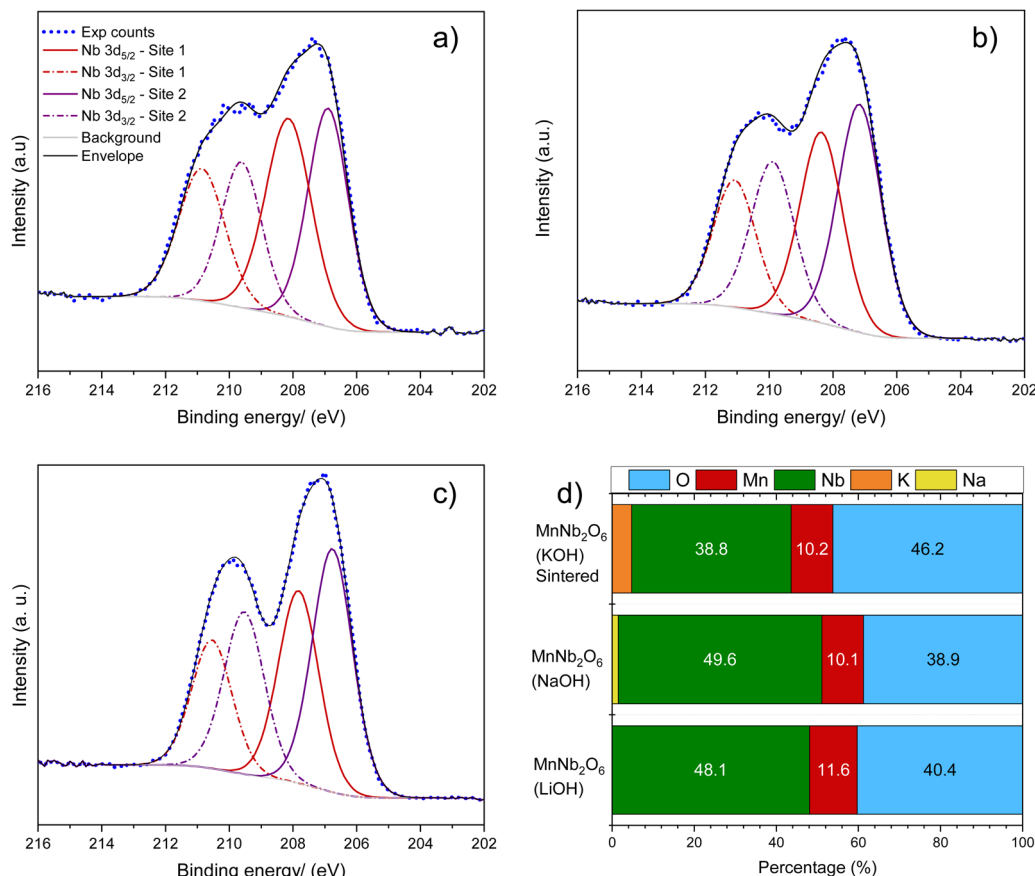 a)
Exp counts
Nb 3d5/2 - Site 1
Nb 3d3/2 - Site 1
Nb 3d5/2 - Site 2
Nb 3d3/2 - Site 2
Background
Envelope
Intensity (a.u)
216 214 212 210 208 206 204 202
Binding energy/ (eV)
b)
Intensity (a.u.)
216 214 212 210 208 206 204 202
Binding energy/ (eV)
c)
Intensity (a. u.)
216 214 212 210 208 206 204 202
Binding energy/ (eV)
O Mn Nb K Na
d)
MnNb2O6
(KOH)
Sintered
38.8 10.2 46.2
MnNb2O6
(NaOH)
49.6 10.1 38.9
MnNb2O6
(LiOH)
48.1 11.6 40.4
0 20 40 60 80 100
Percentage (%)